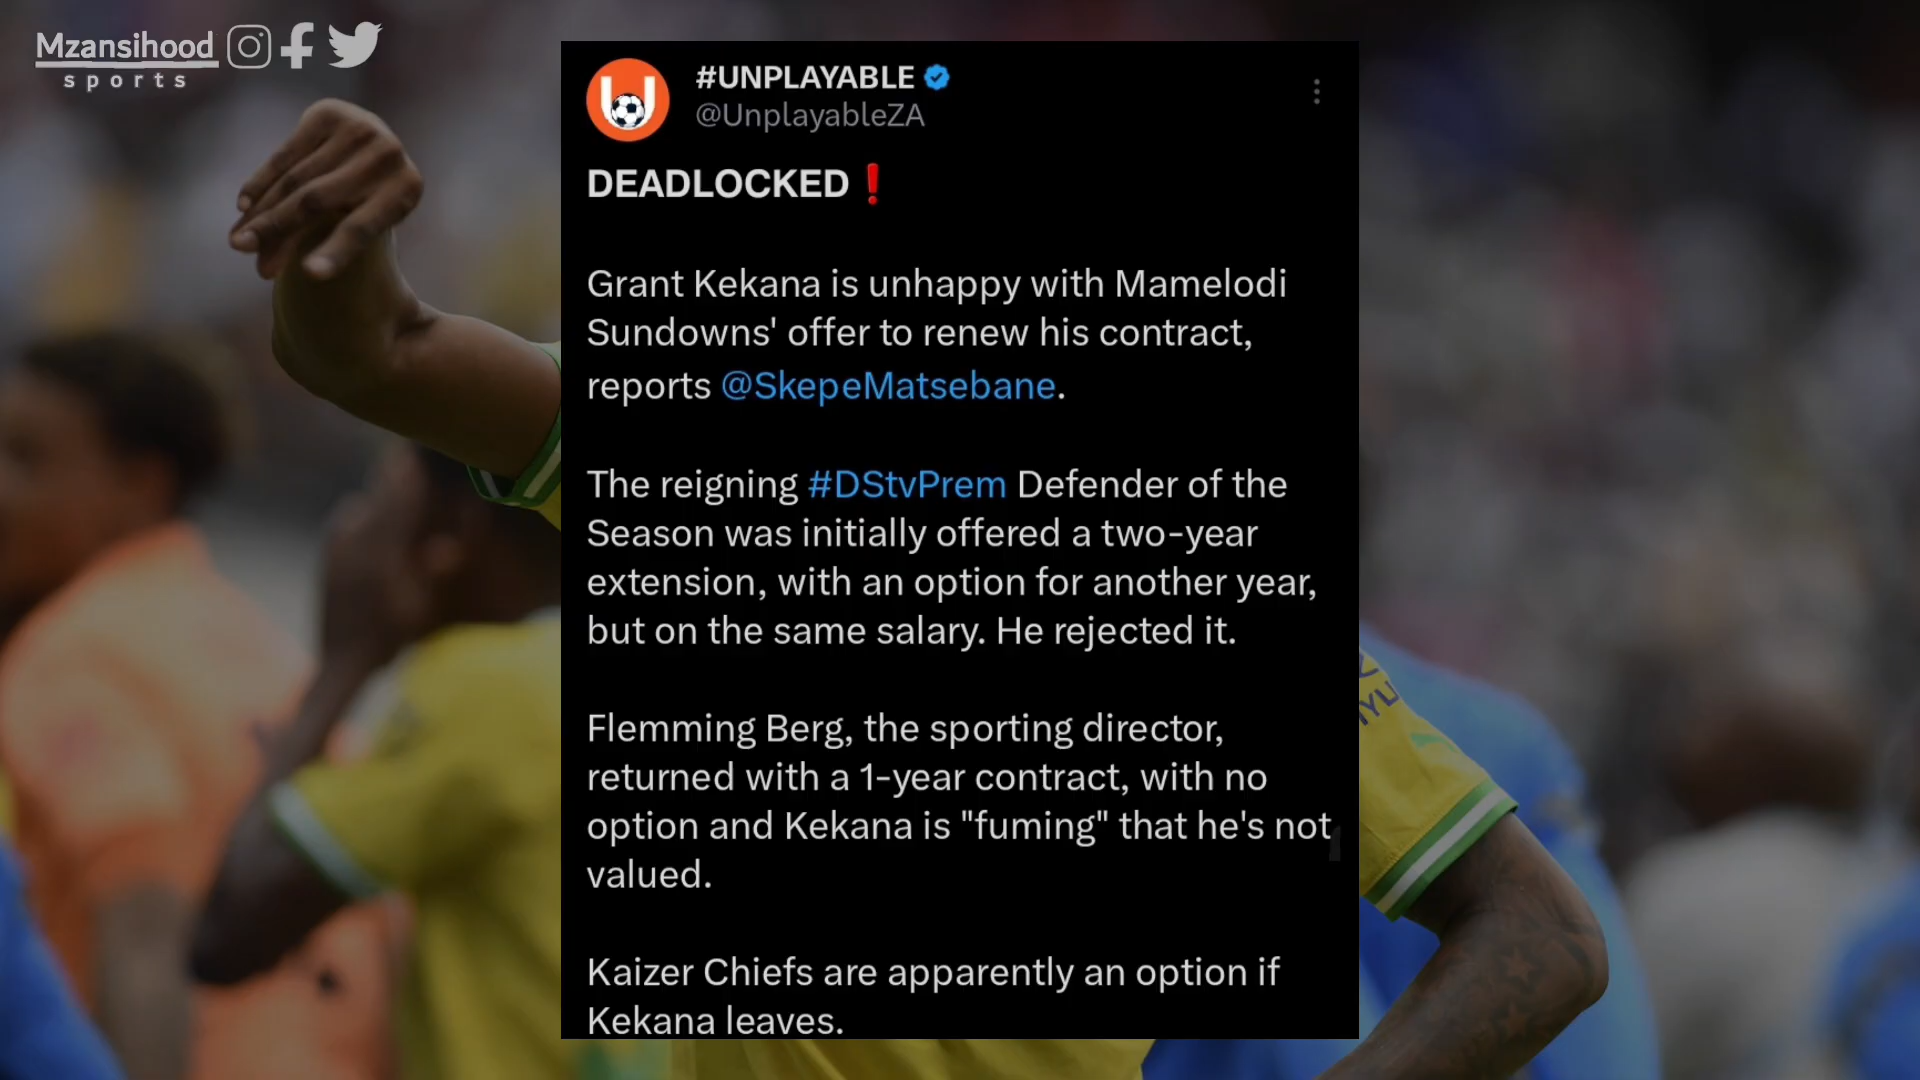 Mzansihood
sports
#UNPLAYABLE
@UnplayableZA
DEADLOCKED❗
Grant Kekana is unhappy with Mamelodi
Sundowns' offer to renew his contract,
reports @SkepeMatsebane.
The reigning #DStvPrem Defender of the
Season was initially offered a two-year
extension, with an option for another year,
but on the same salary. He rejected it.
Flemming Berg, the sporting director,
returned with a 1-year contract, with no
option and Kekana is "fuming" that he's not
valued.
Kaizer Chiefs are apparently an option if
Kekana leaves.